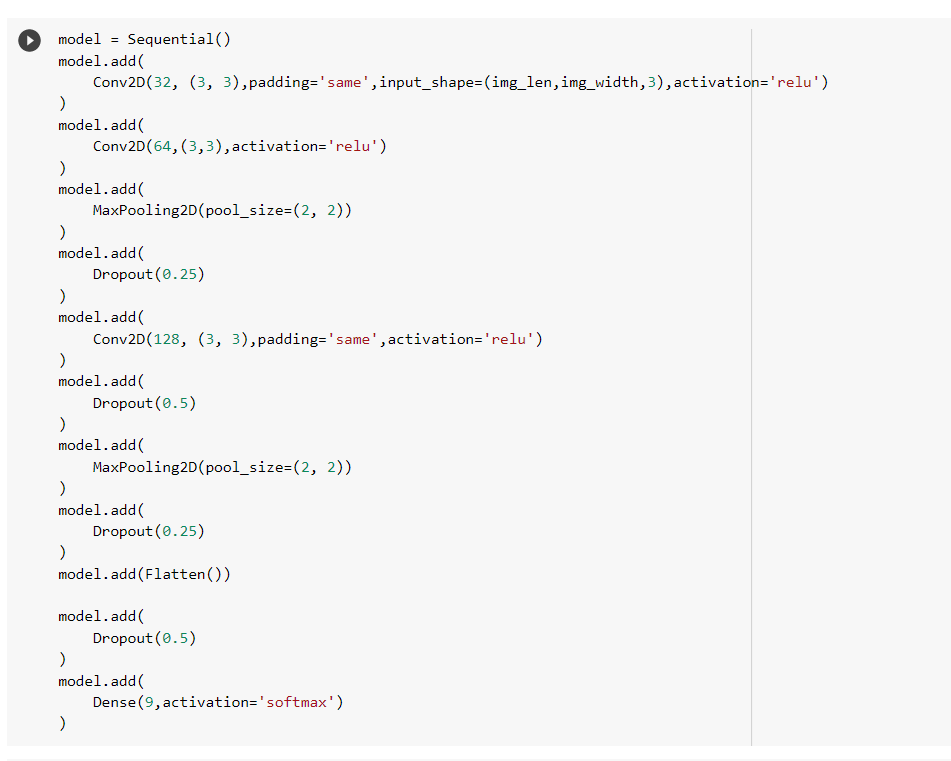 model = Sequential()
model.add(
    Conv2D(32, (3, 3),padding='same',input_shape=(img_len,img_width,3),activation='relu')
)
model.add(
    Conv2D(64,(3,3),activation='relu')
)
model.add(
    MaxPooling2D(pool_size=(2, 2))
)
model.add(
    Dropout(0.25)
)
model.add(
    Conv2D(128, (3, 3),padding='same',activation='relu')
)
model.add(
    Dropout(0.5)
)
model.add(
    MaxPooling2D(pool_size=(2, 2))
)
model.add(
    Dropout(0.25)
)
model.add(Flatten())

model.add(
    Dropout(0.5)
)
model.add(
    Dense(9,activation='softmax')
)